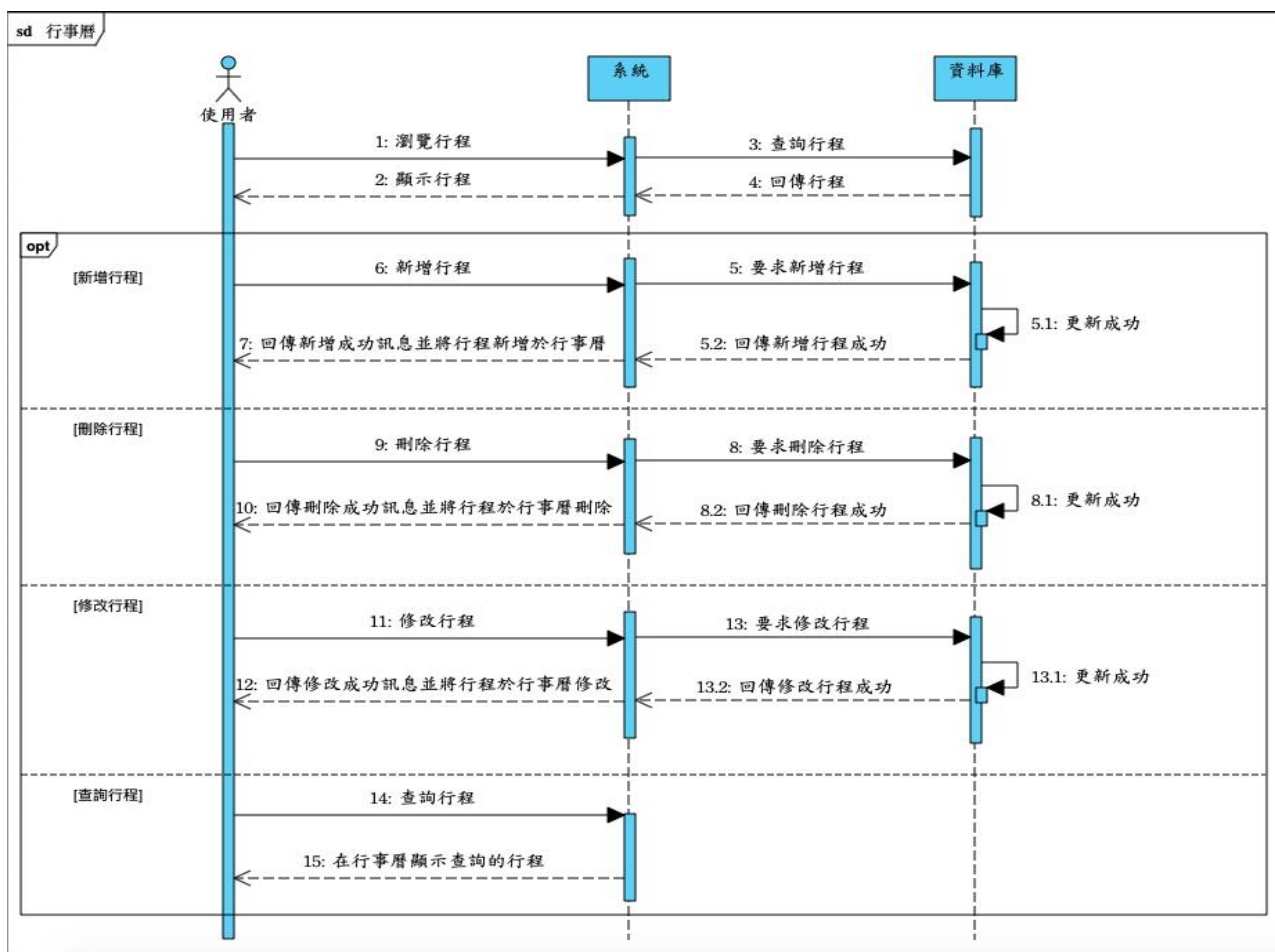 sd 行事曆
使用者
系統
資料庫
1: 瀏覽行程
3: 查詢行程
2: 顯示行程
4: 回傳行程
opt
[新增行程]
6: 新增行程
5: 要求新增行程
5.1: 更新成功
7: 回傳新增成功訊息並將行程新增於行事曆
5.2: 回傳新增行程成功
[刪除行程]
9: 刪除行程
8: 要求刪除行程
8.1: 更新成功
10: 回傳刪除成功訊息並將行程於行事曆刪除
8.2: 回傳刪除行程成功
[修改行程]
11: 修改行程
13: 要求修改行程
13.1: 更新成功
12: 回傳修改成功訊息並將行程於行事曆修改
13.2: 回傳修改行程成功
[查詢行程]
14: 查詢行程
15: 在行事曆顯示查詢的行程